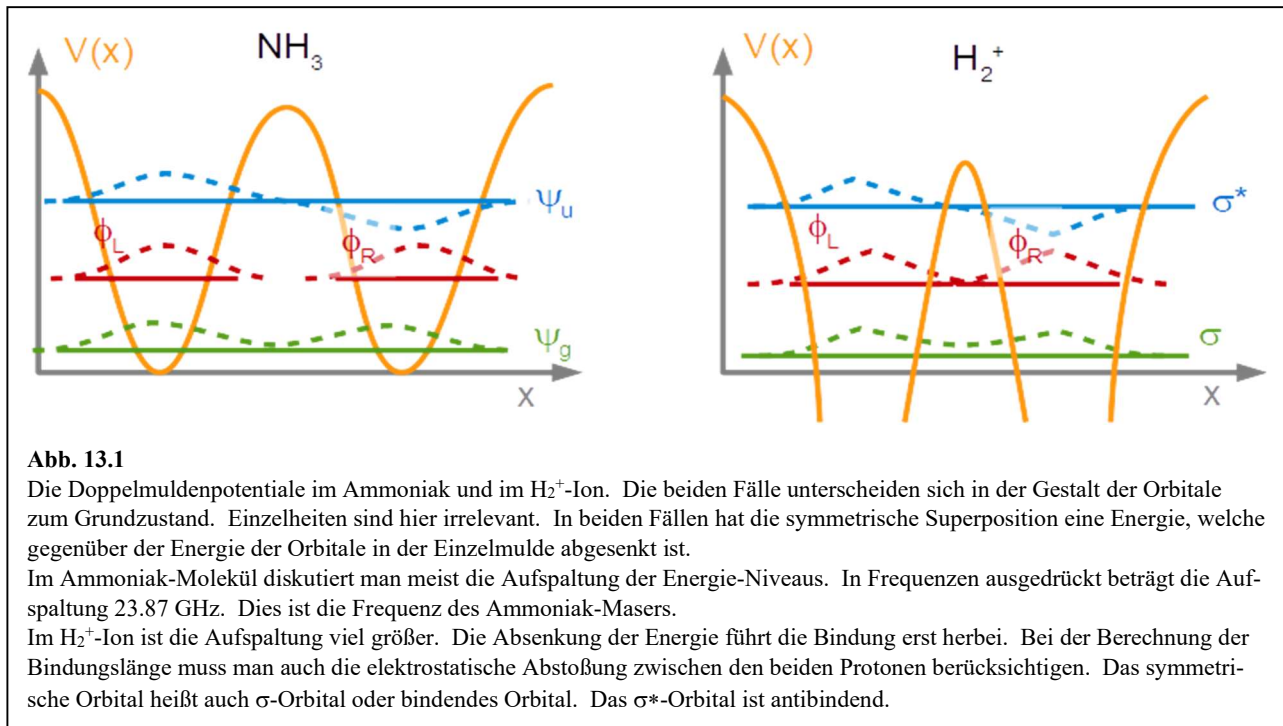 V(x)
NH₃
ψu
ϕL
ϕR
ψg
x
V(x)
H₂⁺
σ*
ϕL
ϕR
σ
x
Abb. 13.1
Die Doppelmuldenpotentiale im Ammoniak und im H₂⁺-Ion. Die beiden Fälle unterscheiden sich in der Gestalt der Orbitale
zum Grundzustand. Einzelheiten sind hier irrelevant. In beiden Fällen hat die symmetrische Superposition eine Energie, welche
gegenüber der Energie der Orbitale in der Einzelmulde abgesenkt ist.
Im Ammoniak-Molekül diskutiert man meist die Aufspaltung der Energie-Niveaus. In Frequenzen ausgedrückt beträgt die Auf-
spaltung 23.87 GHz. Dies ist die Frequenz des Ammoniak-Masers.
Im H₂⁺-Ion ist die Aufspaltung viel größer. Die Absenkung der Energie führt die Bindung erst herbei. Bei der Berechnung der
Bindungslänge muss man auch die elektrostatische Abstoßung zwischen den beiden Protonen berücksichtigen. Das symmetri-
sche Orbital heißt auch σ-Orbital oder bindendes Orbital. Das σ*-Orbital ist antibindend.